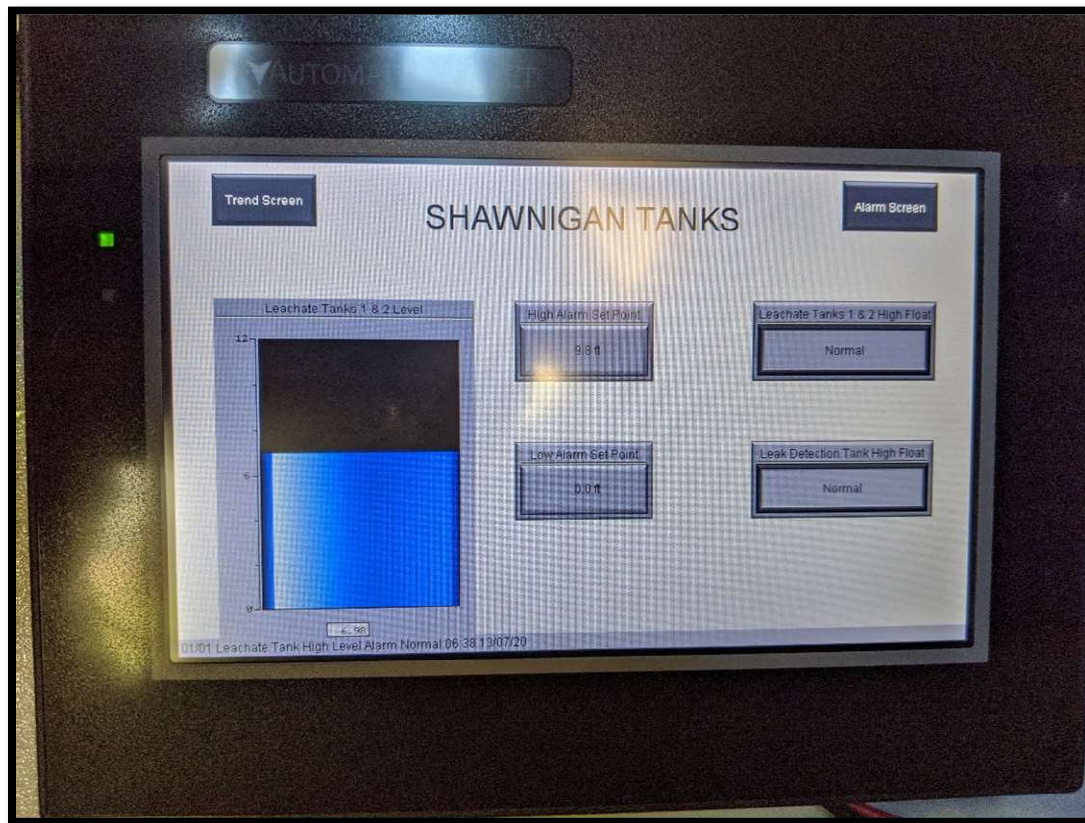 AUTOMATIONDIRECT
Trend Screen
SHAWNIGAN TANKS
Alarm Screen
Leachate Tanks 1 & 2 Level
12
6
0
6.98
High Alarm Set Point
9.8 ft
Low Alarm Set Point
0.0 ft
Leachate Tanks 1 & 2 High Float
Normal
Leak Detection Tank High Float
Normal
01/01 Leachate Tank High Level Alarm Normal 06:38 13/07/20